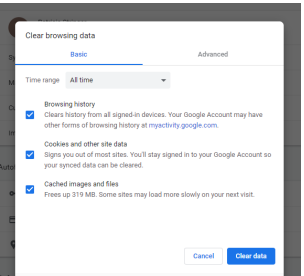 Clear browsing data
Basic
Advanced
Time range
All time
Browsing history
Clears history from all signed-in devices. Your Google Account may have
other forms of browsing history at myactivity.google.com.
Cookies and other site data
Signs you out of most sites. You'll stay signed in to your Google Account so
your synced data can be cleared.
Cached images and files
Frees up 319 MB. Some sites may load more slowly on your next visit.
Cancel
Clear data